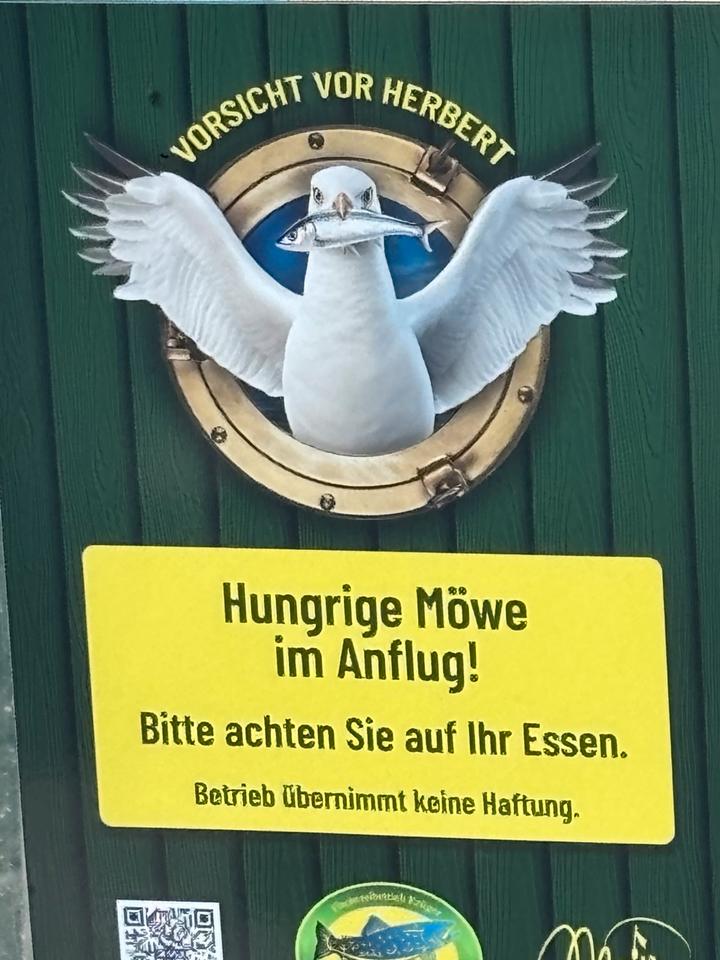 VORSICHT VOR HERBERT
Hungrige Möwe
im Anflug!
Bitte achten Sie auf Ihr Essen.
Betrieb übernimmt keine Haftung.